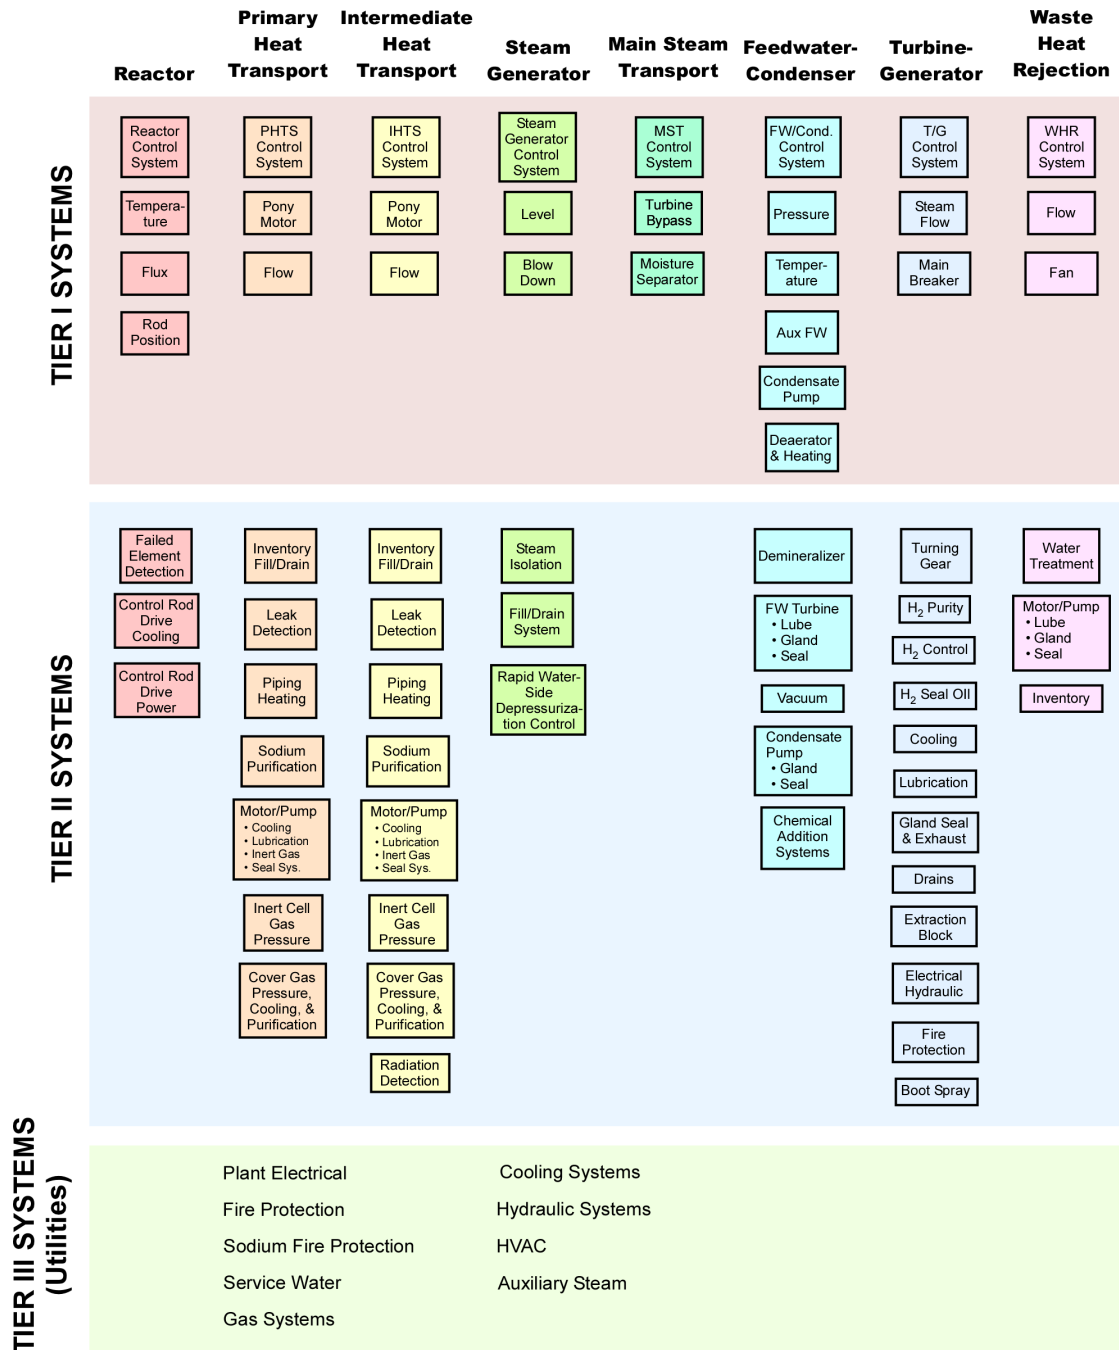 Reactor
Primary
Heat
Transport
Intermediate
Heat
Transport
Steam
Generator
Main Steam
Transport
Feedwater-
Condenser
Turbine-
Generator
Waste
Heat
Rejection
TIER I SYSTEMS
Reactor
Control
System
Tempera-
ture
Flux
Rod
Position
PHTS
Control
System
Pony
Motor
Flow
IHTS
Control
System
Pony
Motor
Flow
Steam
Generator
Control
System
Level
Blow
Down
MST
Control
System
Turbine
Bypass
Moisture
Separator
FW/Cond.
Control
System
Pressure
Temper-
ature
Aux FW
Condensate
Pump
Deaerator
& Heating
T/G
Control
System
Steam
Flow
Main
Breaker
WHR
Control
System
Flow
Fan
TIER II SYSTEMS
Failed
Element
Detection
Control Rod
Drive
Cooling
Control Rod
Drive
Power
Inventory
Fill/Drain
Leak
Detection
Piping
Heating
Sodium
Purification
Motor/Pump
• Cooling
• Lubrication
• Inert Gas
• Seal Sys.
Inert Cell
Gas
Pressure
Cover Gas
Pressure,
Cooling, &
Purification
Inventory
Fill/Drain
Leak
Detection
Piping
Heating
Sodium
Purification
Motor/Pump
• Cooling
• Lubrication
• Inert Gas
• Seal Sys.
Inert Cell
Gas
Pressure
Cover Gas
Pressure,
Cooling, &
Purification
Radiation
Detection
Steam
Isolation
Fill/Drain
System
Rapid Water-
Side
Depressuriza-
tion Control
Demineralizer
FW Turbine
• Lube
• Gland
• Seal
Vacuum
Condensate
Pump
• Gland
• Seal
Chemical
Addition
Systems
Turning
Gear
H2 Purity
H2 Control
H2 Seal OIl
Cooling
Lubrication
Gland Seal
& Exhaust
Drains
Extraction
Block
Electrical
Hydraulic
Fire
Protection
Boot Spray
Water
Treatment
Motor/Pump
• Lube
• Gland
• Seal
Inventory
TIER III SYSTEMS
(Utilities)
Plant Electrical
Fire Protection
Sodium Fire Protection
Service Water
Gas Systems
Cooling Systems
Hydraulic Systems
HVAC
Auxiliary Steam